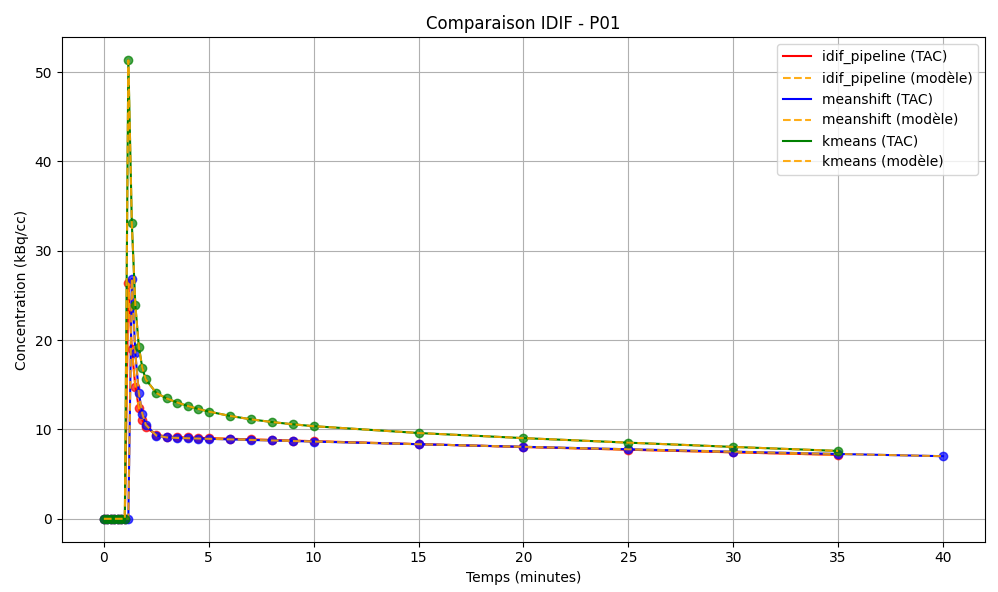 Comparaison IDIF - P01
Concentration (kBq/cc)
50
40
30
20
10
0
idif_pipeline (TAC)
idif_pipeline (modèle)
meanshift (TAC)
meanshift (modèle)
kmeans (TAC)
kmeans (modèle)
0 5 10 15 20 25 30 35 40
Temps (minutes)